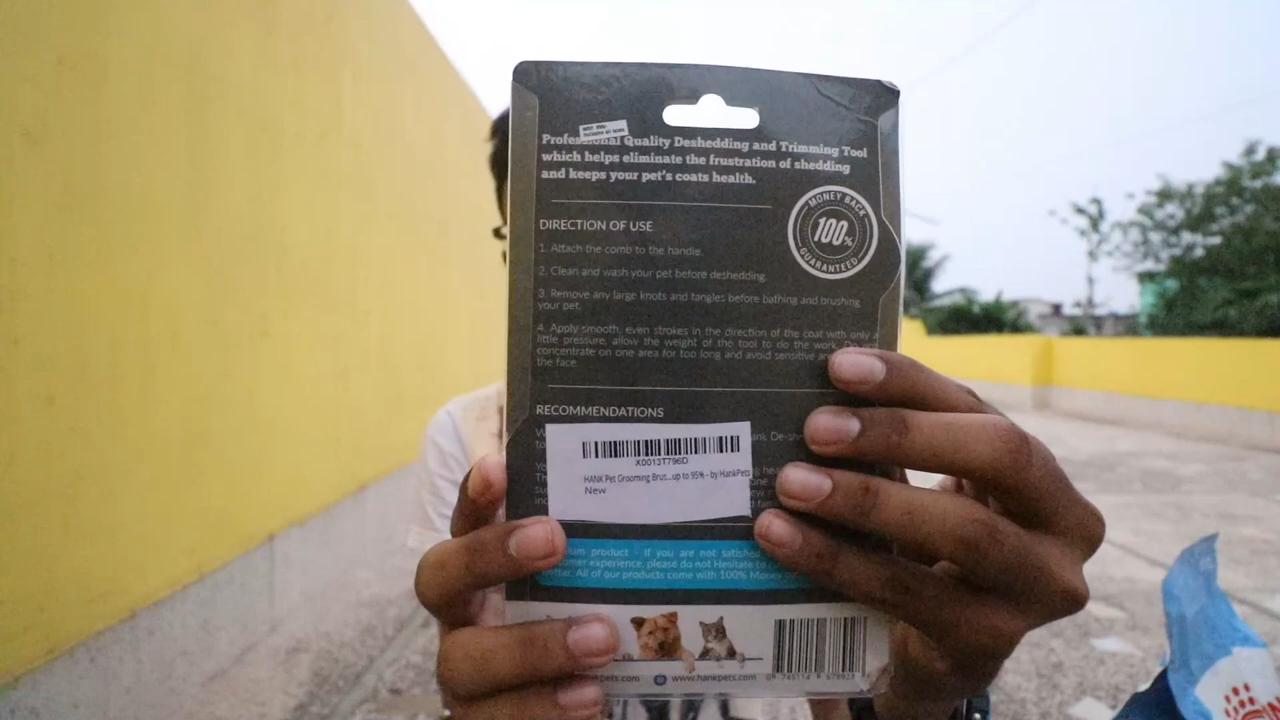 Professional Quality Deshedding and Trimming Tool
which helps eliminate the frustration of shedding
and keeps your pet's coats health.
MONEY BACK
100%
GUARANTEED
DIRECTION OF USE
1. Attach the comb to the handle.
2. Clean and wash your pet before deshedding.
3. Remove any large knots and tangles before bathing and brushing
your pet.
4. Apply smooth, even strokes in the direction of the coat with only a
little pressure, allow the weight of the tool to do the work.
concentrate on one area for too long and avoid sensitive
the face.
RECOMMENDATIONS
X0013T796D
HANK Pet Grooming Brus...up to 95% - by HankPets
New
product - If you are not satisfied
experience, please do not Hesitate to
All of our products come with 100% Money
www.hankpets.com